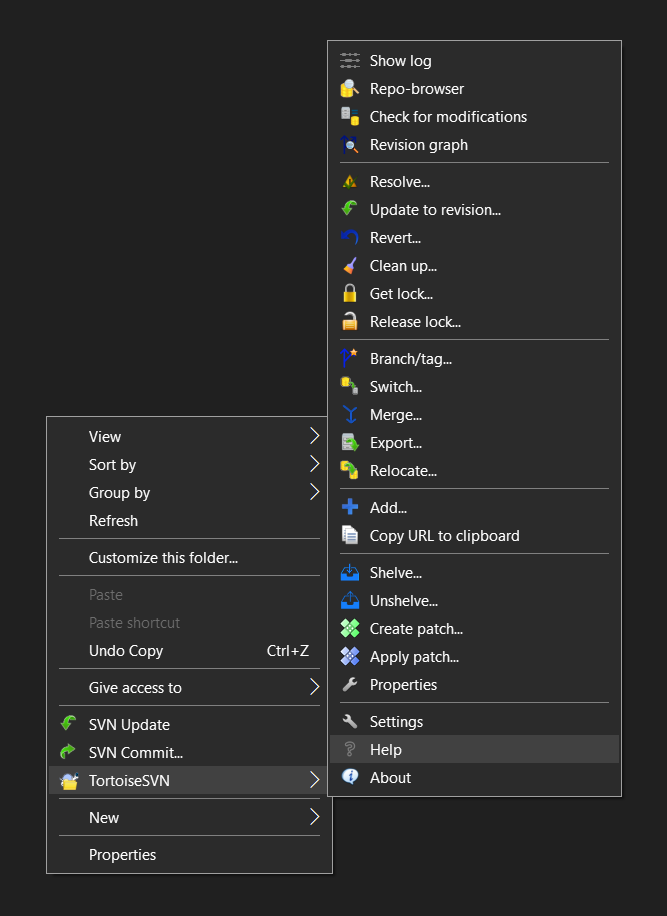 Show log
Repo-browser
Check for modifications
Revision graph
Resolve...
Update to revision...
Revert...
Clean up...
Get lock...
Release lock...
Branch/tag...
Switch...
Merge...
Export...
Relocate...
Add...
Copy URL to clipboard
Shelve...
Unshelve...
Create patch...
Apply patch...
Properties
Settings
Help
About
View
Sort by
Group by
Refresh
Customize this folder...
Paste
Paste shortcut
Undo Copy Ctrl+Z
Give access to
SVN Update
SVN Commit...
TortoiseSVN
New
Properties